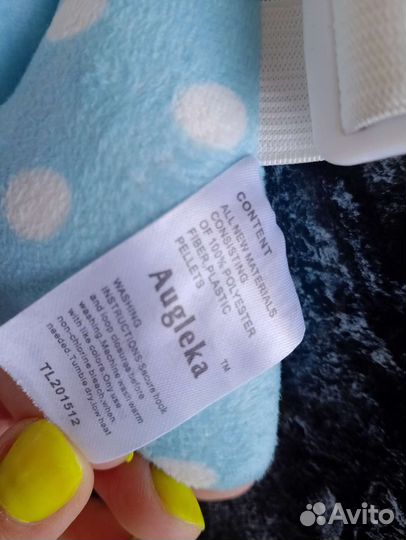 CONTENT
ALL NEW MATERIALS
CONSISTING
OF 100% POLYESTER
FIBER,PLASTIC
PELLETS
Augleka ™
WASHING
INSTRUCTIONS:Secure hook
and loop closure before
washing.Machine wash warm
with like colors.Only use
non-chlorine bleach,when
needed.Tumble dry,low heat
TL201512
Avito